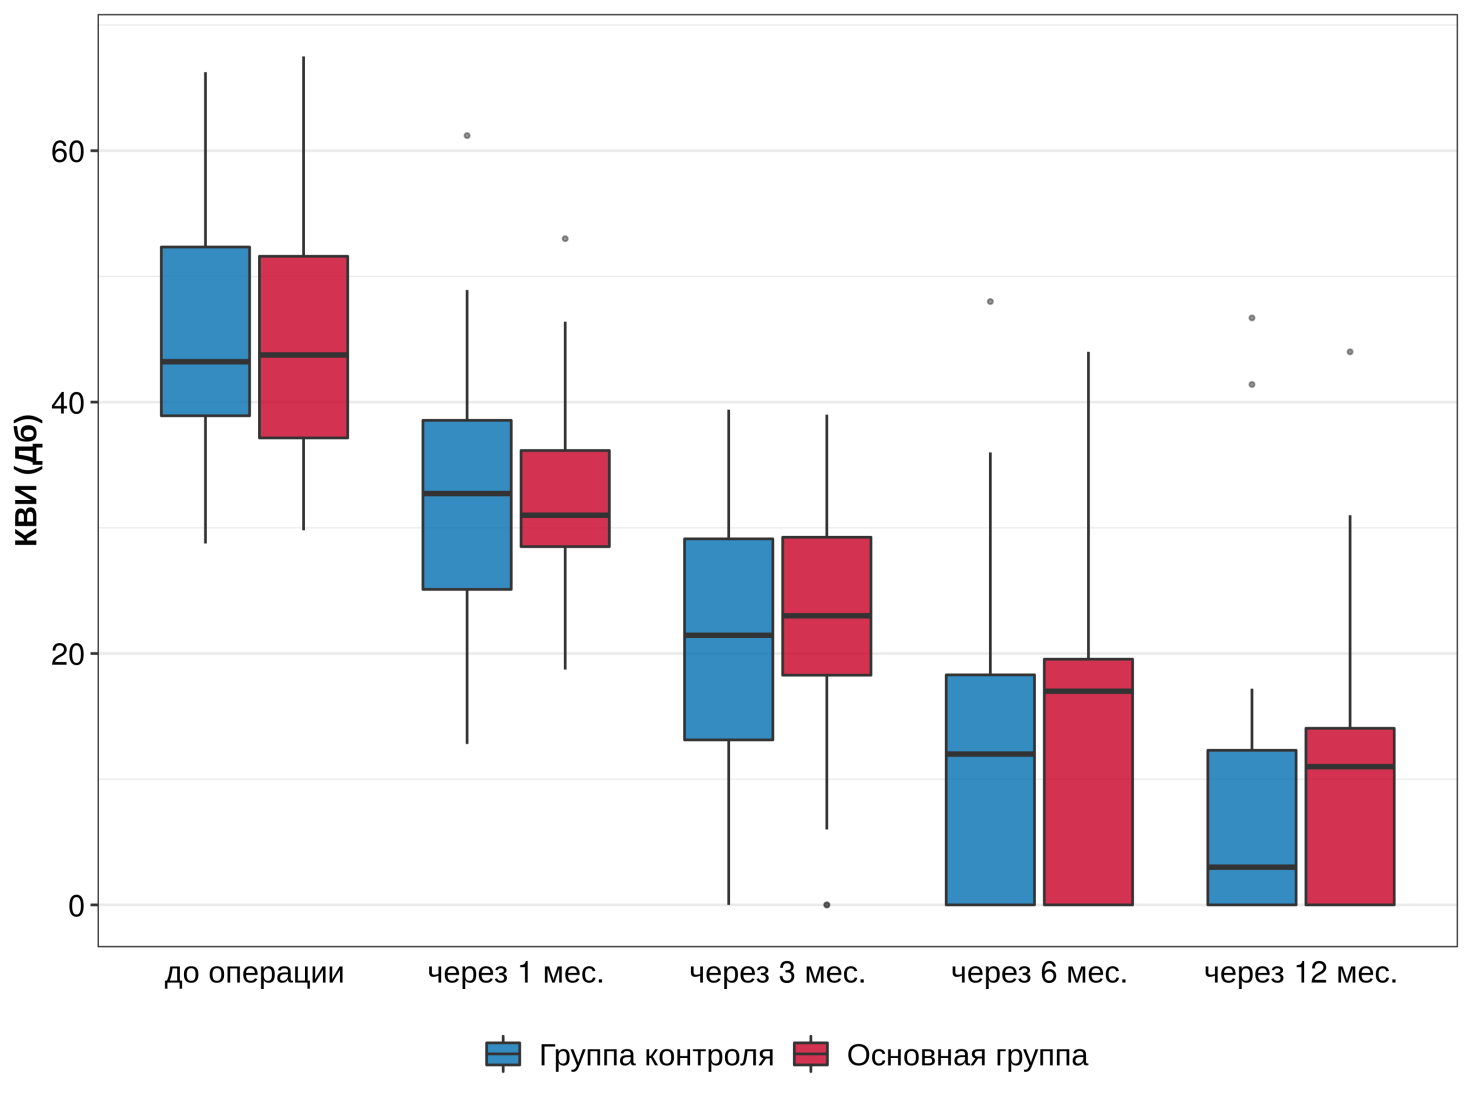 КВИ (Дб)
60
40
20
0
до операции
через 1 мес.
через 3 мес.
через 6 мес.
через 12 мес.
Группа контроля
Основная группа